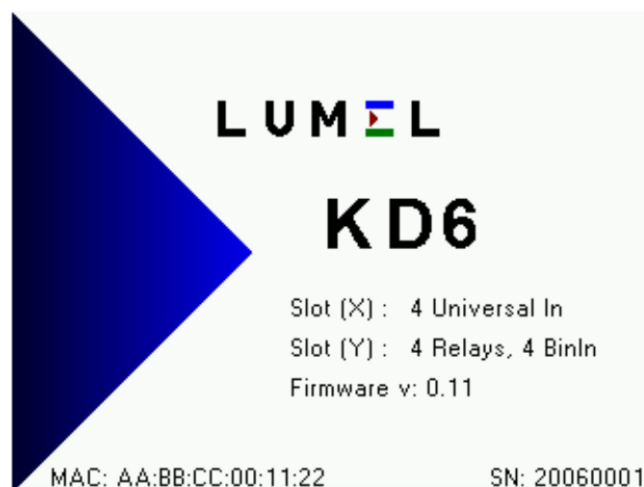 LUMEL
KD6
Slot (X) : 4 Universal In
Slot (Y) : 4 Relays, 4 BinIn
Firmware v: 0.11
MAC: AA:BB:CC:00:11:22 SN: 20060001